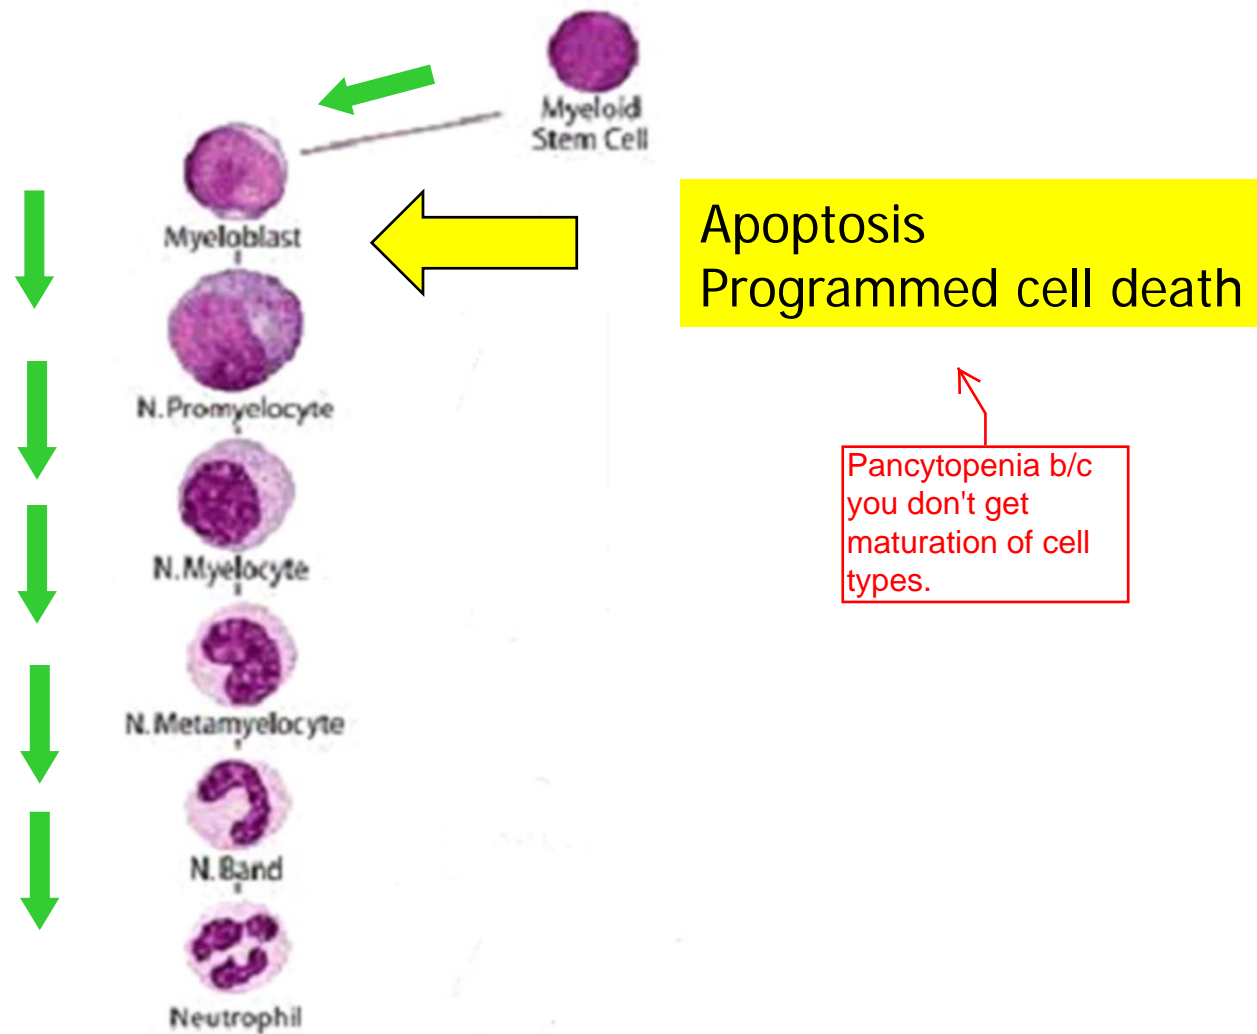 Myeloid
Stem Cell
Myeloblast
N. Promyelocyte
N. Myelocyte
N. Metamyelocyte
N. Band
Neutrophil
Apoptosis
Programmed cell death
Pancytopenia b/c
you don't get
maturation of cell
types.